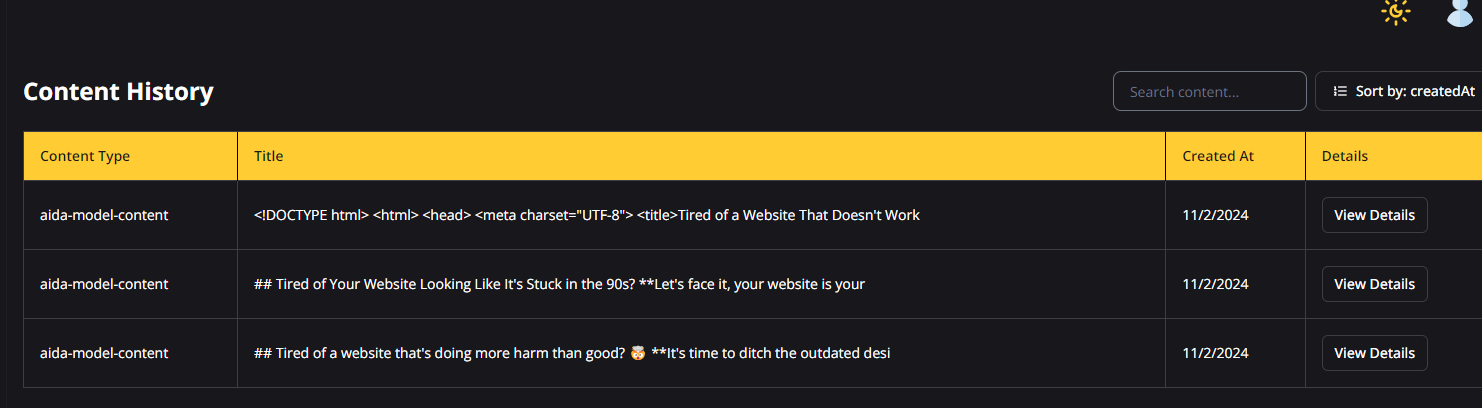 Content History
Search content...
Sort by: createdAt
Content Type Title Created At Details
aida-model-content <!DOCTYPE html> <html> <head> <meta charset="UTF-8"> <title>Tired of a Website That Doesn't Work 11/2/2024 View Details
aida-model-content ## Tired of Your Website Looking Like It's Stuck in the 90s? **Let's face it, your website is your 11/2/2024 View Details
aida-model-content ## Tired of a website that's doing more harm than good? 🤯 **It's time to ditch the outdated desi 11/2/2024 View Details